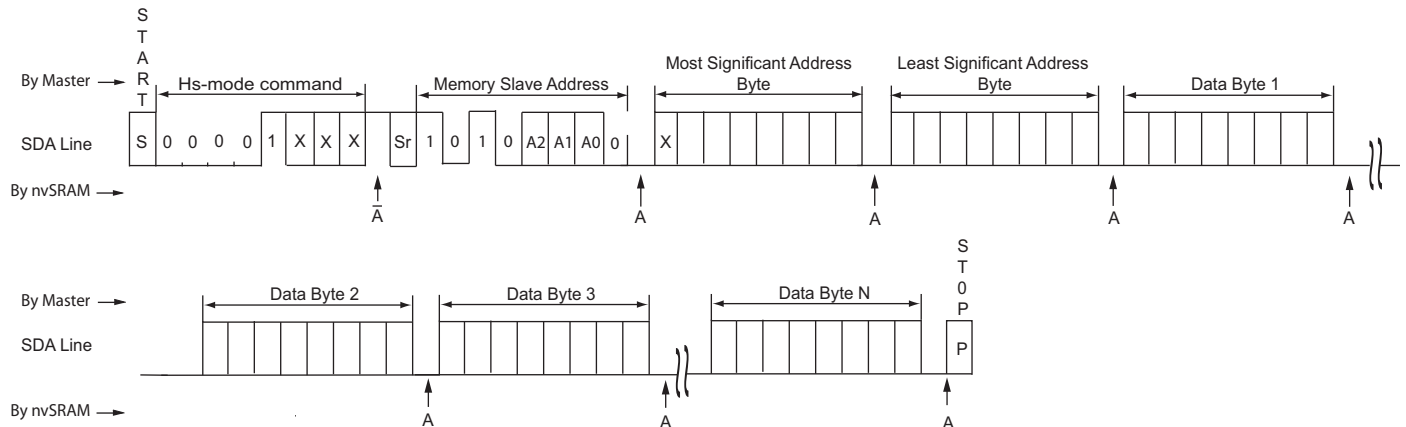 START
By Master
Hs-mode command
Memory Slave Address
Most Significant Address Byte
Least Significant Address Byte
Data Byte 1
SDA Line
S 0 0 0 0 1 X X X Sr 1 0 1 0 A2 A1 A0 0 X
By nvSRAM
A̅ A A A A
ST0P
By Master
Data Byte 2
Data Byte 3
Data Byte N
SDA Line
P
By nvSRAM
A A A